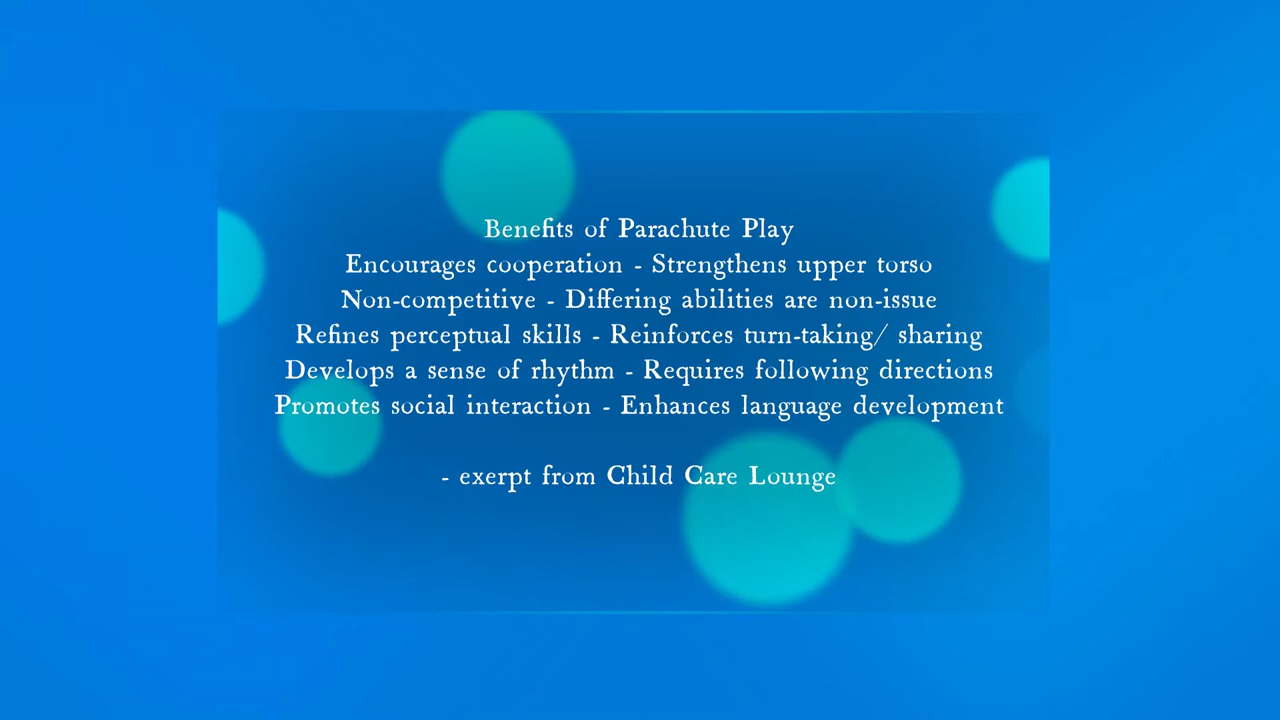 Benefits of Parachute Play
Encourages cooperation - Strengthens upper torso
Non-competitive - Differing abilities are non-issue
Refines perceptual skills - Reinforces turn-taking/ sharing
Develops a sense of rhythm - Requires following directions
Promotes social interaction - Enhances language development
- exerpt from Child Care Lounge